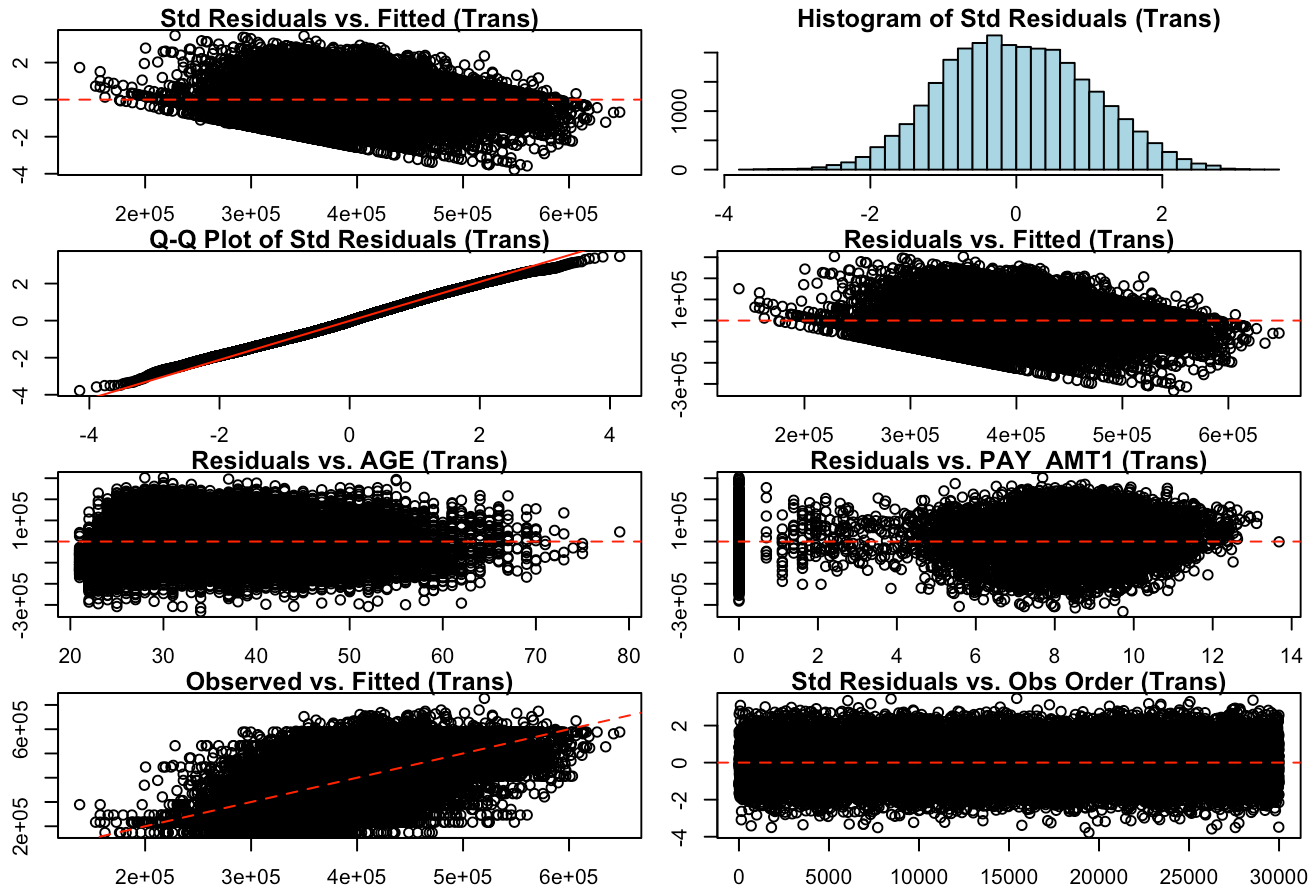 Std Residuals vs. Fitted (Trans)
2
0
-2
-4
2e+05 3e+05 4e+05 5e+05 6e+05
Histogram of Std Residuals (Trans)
1000
0
-4 -2 0 2
Q-Q Plot of Std Residuals (Trans)
2
0
-2
-4
-4 -2 0 2 4
Residuals vs. Fitted (Trans)
1e+05
-3e+05
2e+05 3e+05 4e+05 5e+05 6e+05
Residuals vs. AGE (Trans)
1e+05
-3e+05
20 30 40 50 60 70 80
Residuals vs. PAY_AMT1 (Trans)
1e+05
-3e+05
0 2 4 6 8 10 12 14
Observed vs. Fitted (Trans)
6e+05
2e+05
2e+05 3e+05 4e+05 5e+05 6e+05
Std Residuals vs. Obs Order (Trans)
2
0
-2
-4
0 5000 10000 15000 20000 25000 30000